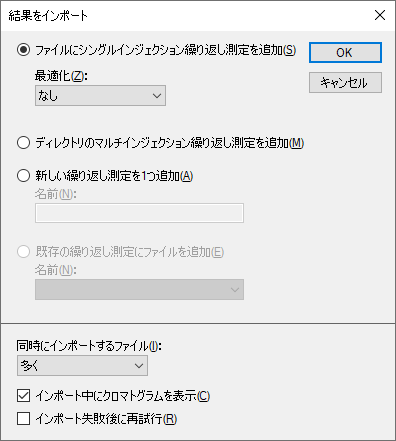 結果をインポート
ファイルにシングルインジェクション繰り返し測定を追加(S)
OK
最適化(Z):
キャンセル
なし
ディレクトリのマルチインジェクション繰り返し測定を追加(M)
新しい繰り返し測定を1つ追加(A)
名前(N):
既存の繰り返し測定にファイルを追加(E)
名前(N):
同時にインポートするファイル(I):
多く
インポート中にクロマトグラムを表示(C)
インポート失敗後に再試行(R)